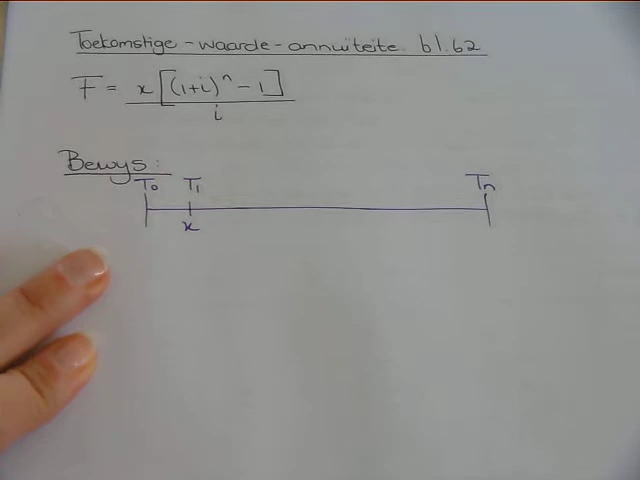 Toekomstige-waarde-annuïteite. bl.62
F = x[(1+i)ⁿ - 1]
i
Bewys:
T₀ T₁ Tₙ
x